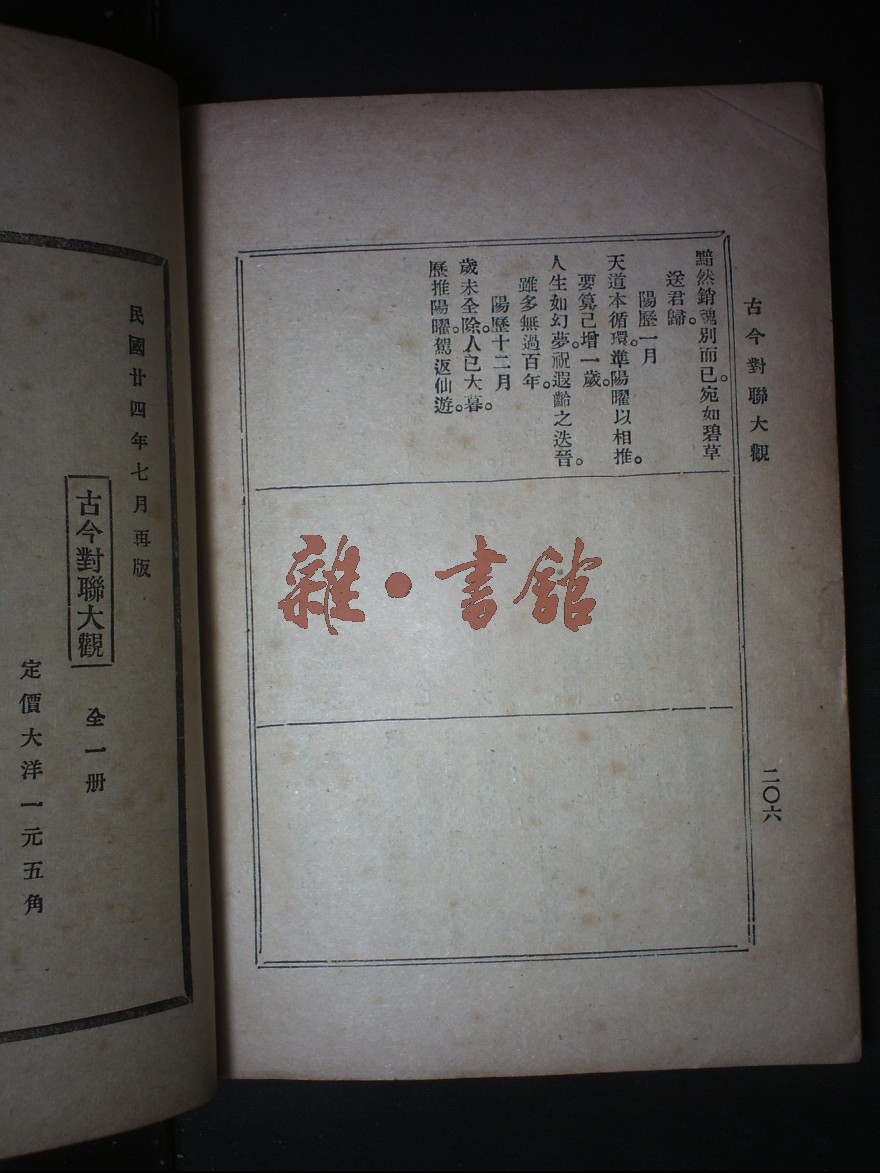 古今對聯大觀
二〇六
黯然銷魂別而已。宛如碧草
送君歸。
陽歷一月
天道本循環。準陽曜以相推。
要算己增一歲。
人生如幻夢。祝遐齡之迭晉。
雖多無過百年。
陽歷十二月
歲未全除。人已大暮。
歷推陽曜。駕返仙遊。
雜·書館
民國廿四年七月再版
古今對聯大觀
全一册
定價大洋一元五角